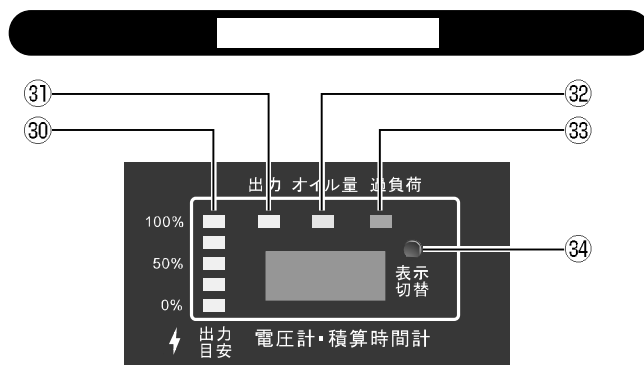 ㉛
㉜
㉚
㉝
出力 オイル量 過負荷
100%
㉞
50%
表示
切替
0%
出力
目安
電圧計・積算時間計